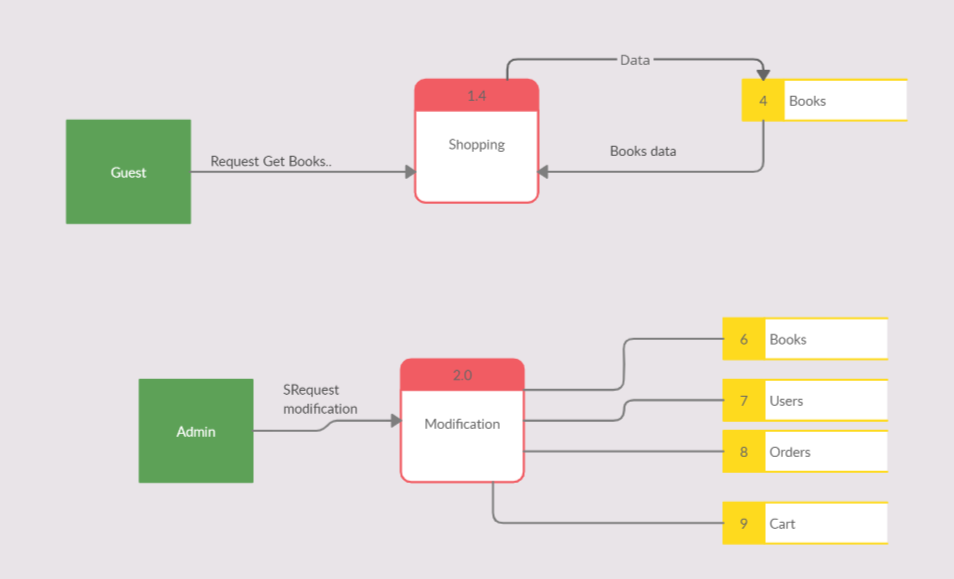 Data
1.4
4
Books
Shopping
Books data
Request Get Books..
Guest
6
Books
2.0
SRequest
modification
7
Users
Modification
Admin
8
Orders
9
Cart